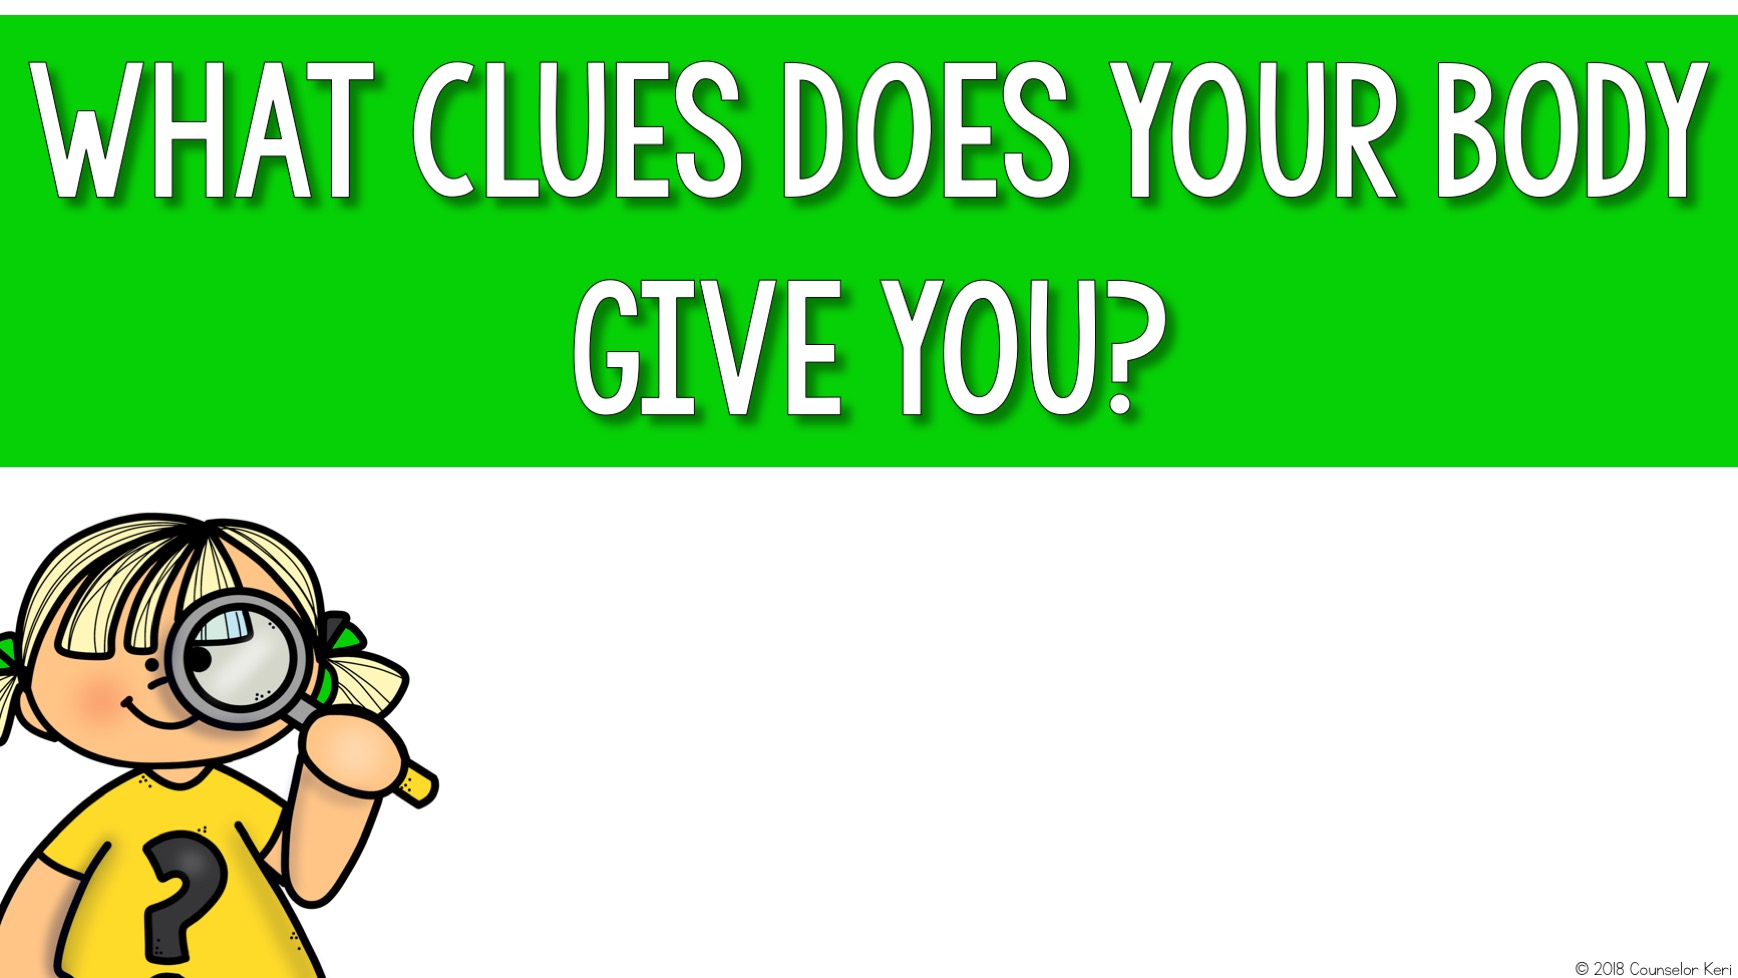 WHAT CLUES DOES YOUR BODY
GIVE YOU?
?
© 2018 Counselor Keri